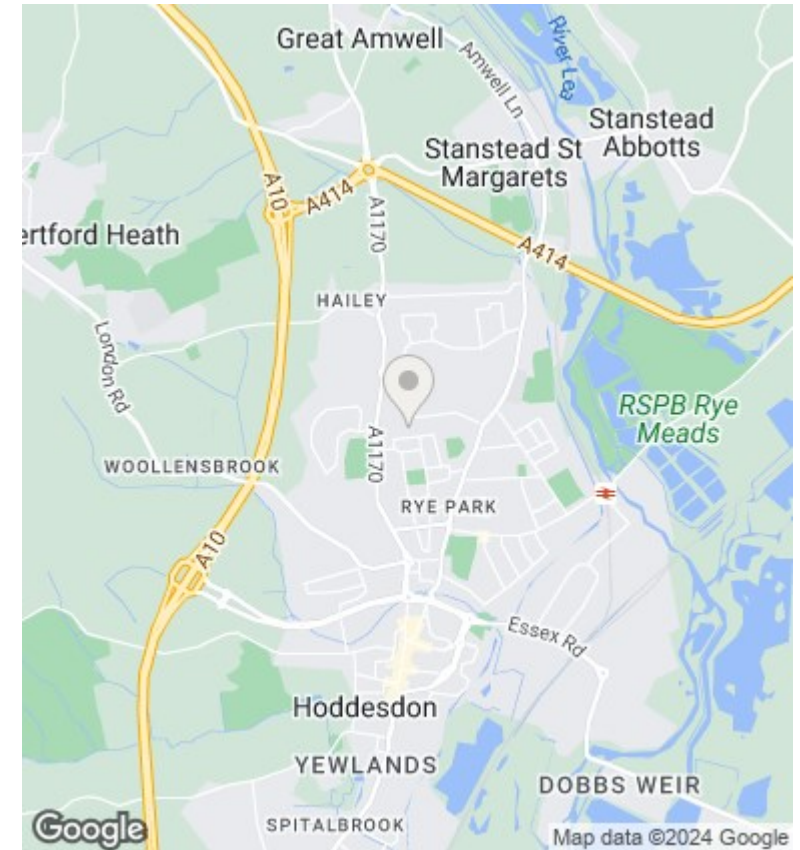 Great Amwell
Amwell Ln
River Lea
Stanstead
Abbotts
Stanstead St
Margarets
A10
A414
A1170
A414
ertford Heath
HAILEY
London Rd
RSPB Rye
Meads
A1170
WOOLLENSBROOK
RYE PARK
A10
Essex Rd
Hoddesdon
YEWLANDS
DOBBS WEIR
SPITALBROOK
Google
Map data ©2024 Google